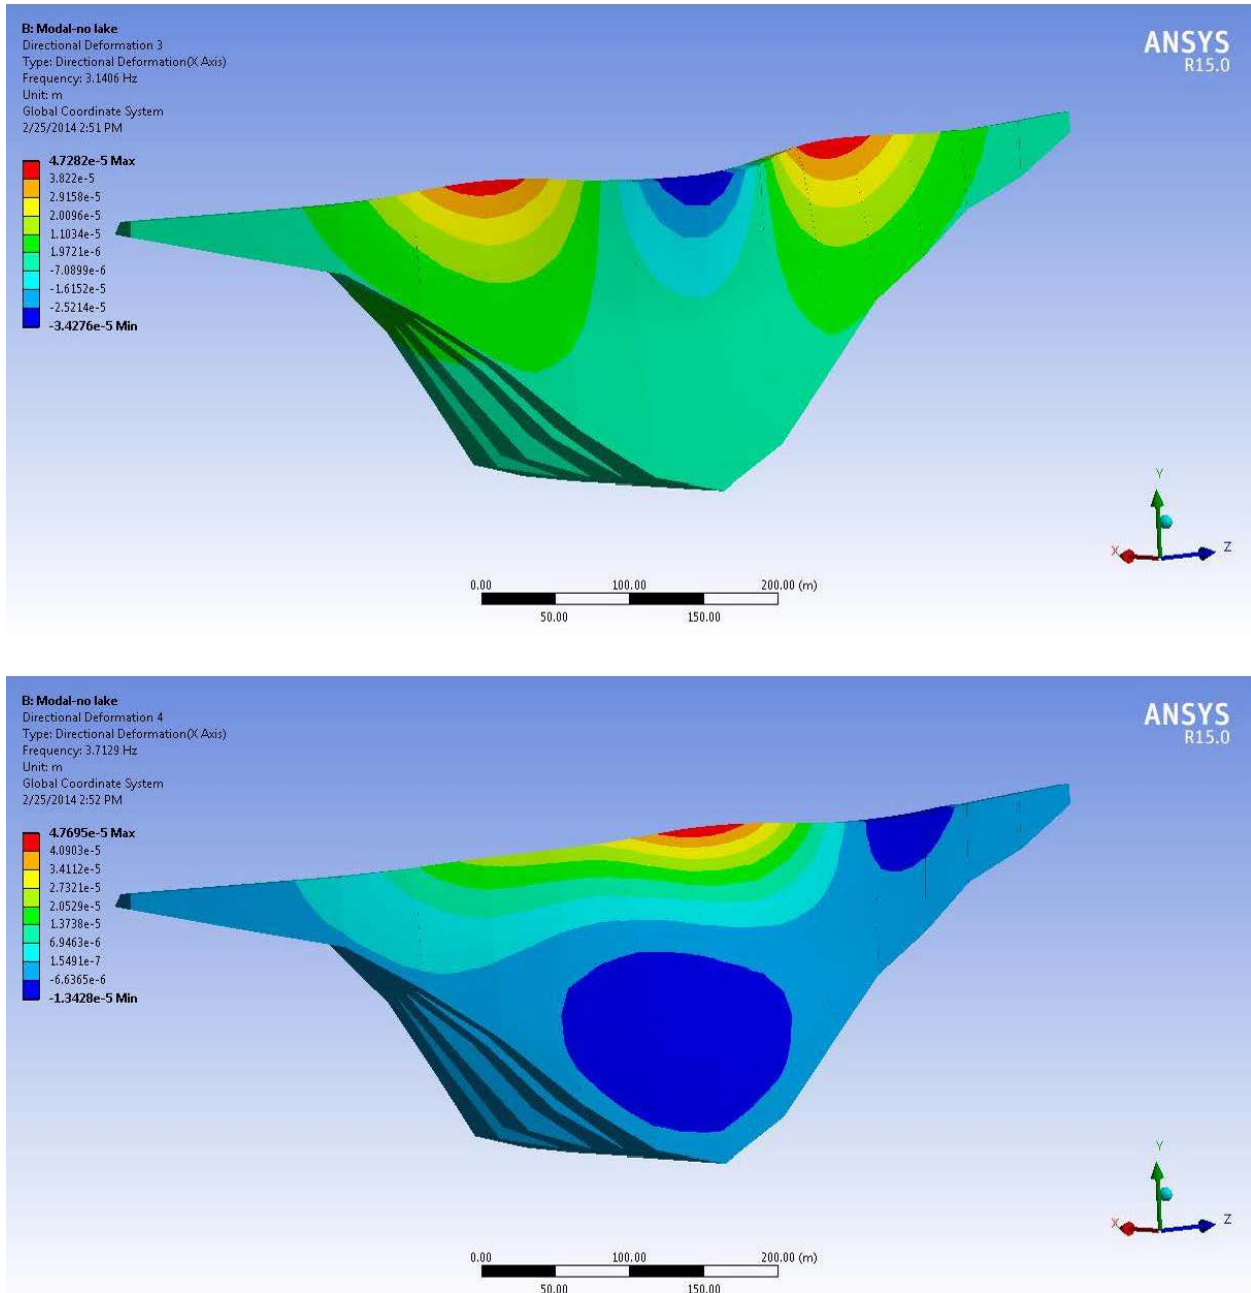 B: Modal-no lake
Directional Deformation 3
Type: Directional Deformation(X Axis)
Frequency: 3.1406 Hz
Unit: m
Global Coordinate System
2/25/2014 2:51 PM
ANSYS
R15.0
4.7282e-5 Max
3.822e-5
2.9158e-5
2.0096e-5
1.1034e-5
1.9721e-6
-7.0899e-6
-1.6152e-5
-2.5214e-5
-3.4276e-5 Min
Y
X
Z
0.00 100.00 200.00 (m)
50.00 150.00
B: Modal-no lake
Directional Deformation 4
Type: Directional Deformation(X Axis)
Frequency: 3.7129 Hz
Unit: m
Global Coordinate System
2/25/2014 2:52 PM
ANSYS
R15.0
4.7695e-5 Max
4.0903e-5
3.4112e-5
2.7321e-5
2.0529e-5
1.3738e-5
6.9463e-6
1.5491e-7
-6.6365e-6
-1.3428e-5 Min
Y
X
Z
0.00 100.00 200.00 (m)
50.00 150.00